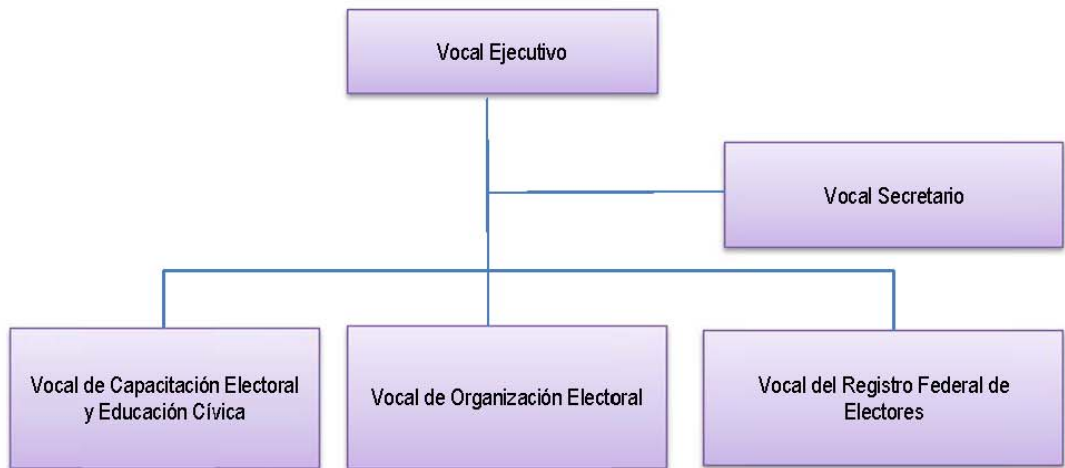 Vocal Ejecutivo
Vocal Secretario
Vocal de Capacitación Electoral
y Educación Cívica
Vocal de Organización Electoral
Vocal del Registro Federal de
Electores